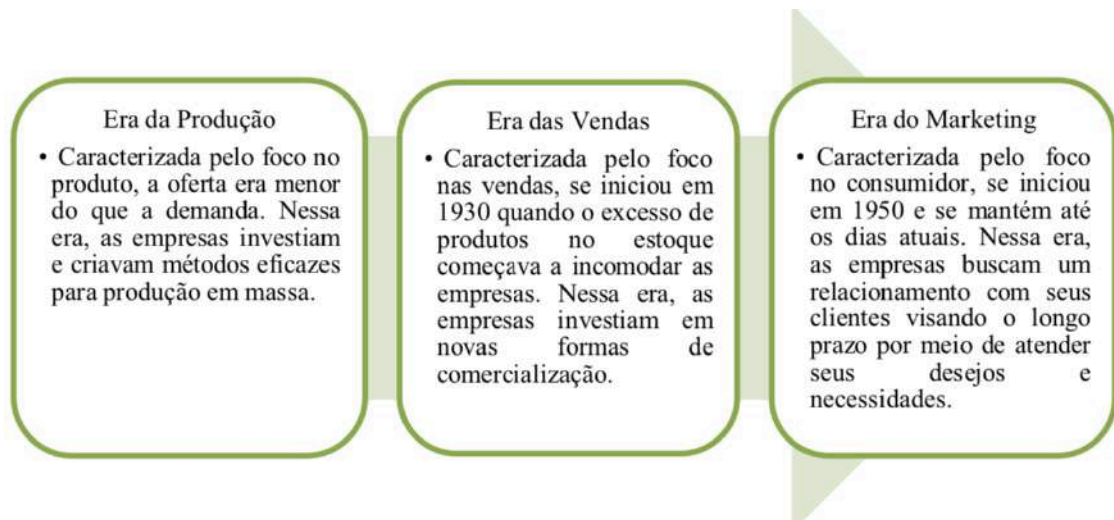 Era da Produção
• Caracterizada pelo foco no
produto, a oferta era menor
do que a demanda. Nessa
era, as empresas investiam
e criavam métodos eficazes
para produção em massa.
Era das Vendas
• Caracterizada pelo foco
nas vendas, se iniciou em
1930 quando o excesso de
produtos no estoque
começava a incomodar as
empresas. Nessa era, as
empresas investiam em
novas formas de
comercialização.
Era do Marketing
• Caracterizada pelo foco
no consumidor, se iniciou
em 1950 e se mantém até
os dias atuais. Nessa era,
as empresas buscam um
relacionamento com seus
clientes visando o longo
prazo por meio de atender
seus desejos e
necessidades.